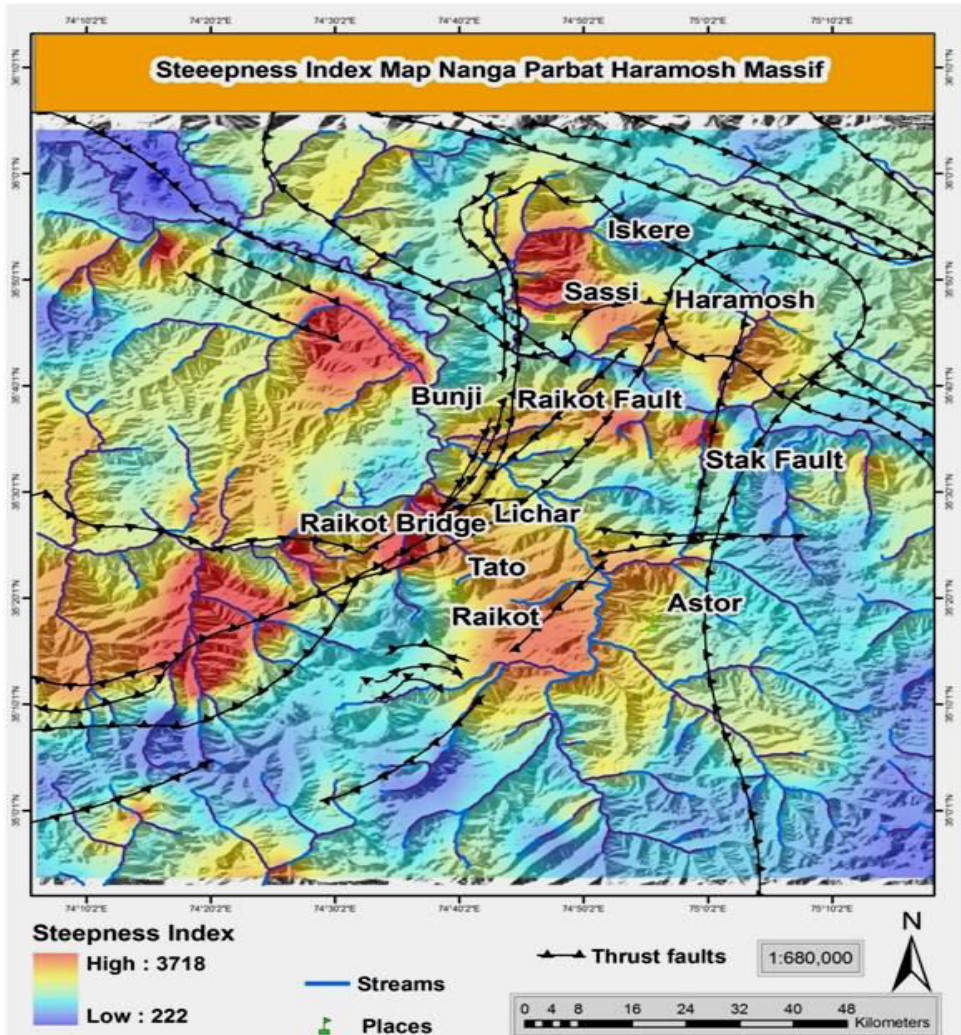 74°10'2"E 74°20'2"E 74°30'2"E 74°40'2"E 74°50'2"E 75°0'2"E 75°10'2"E
Steeepness Index Map Nanga Parbat Haramosh Massif
Iskere
Sassi Haramosh
Bunji Raikot Fault
Stak Fault
Raikot Bridge Lichar
Tato
Raikot Astor
74°10'2"E 74°20'2"E 74°30'2"E 74°40'2"E 74°50'2"E 75°0'2"E 75°10'2"E
Steepness Index
High : 3718
Low : 222
Streams
Places
Thrust faults
1:680,000
N
0 4 8 16 24 32 40 48
Kilometers